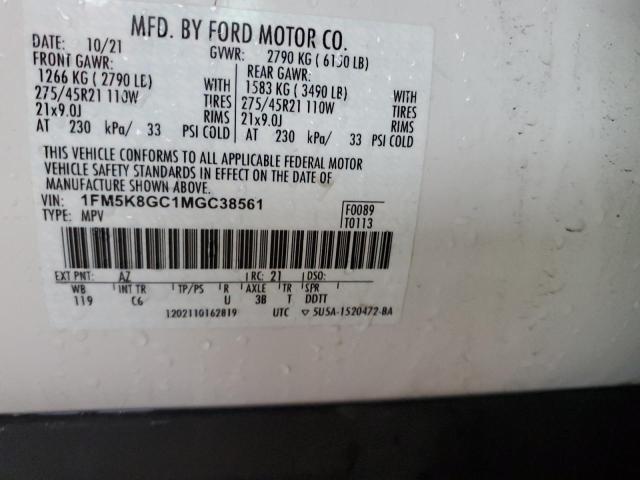 MFD. BY FORD MOTOR CO.
DATE: 10/21 GVWR: 2790 KG ( 6150 LB)
FRONT GAWR: REAR GAWR:
1266 KG ( 2790 LB) WITH 1583 KG ( 3490 LB) WITH
275/45R21 110W TIRES 275/45R21 110W TIRES
21x9.0J RIMS 21x9.0J RIMS
AT 230 kPa/ 33 PSI COLD AT 230 kPa/ 33 PSI COLD
THIS VEHICLE CONFORMS TO ALL APPLICABLE FEDERAL MOTOR
VEHICLE SAFETY STANDARDS IN EFFECT ON THE DATE OF
MANUFACTURE SHOWN ABOVE.
VIN: 1FM5K8GC1MGC38561 F0089
TYPE: MPV T0113
EXT PNT: AZ RC: 21 DSO:
WB INT TR TP/PS R AXLE TR SPR
119 C6 U 3B T DDTT
1202110162819 UTC ▽ 5U5A-1520472-BA